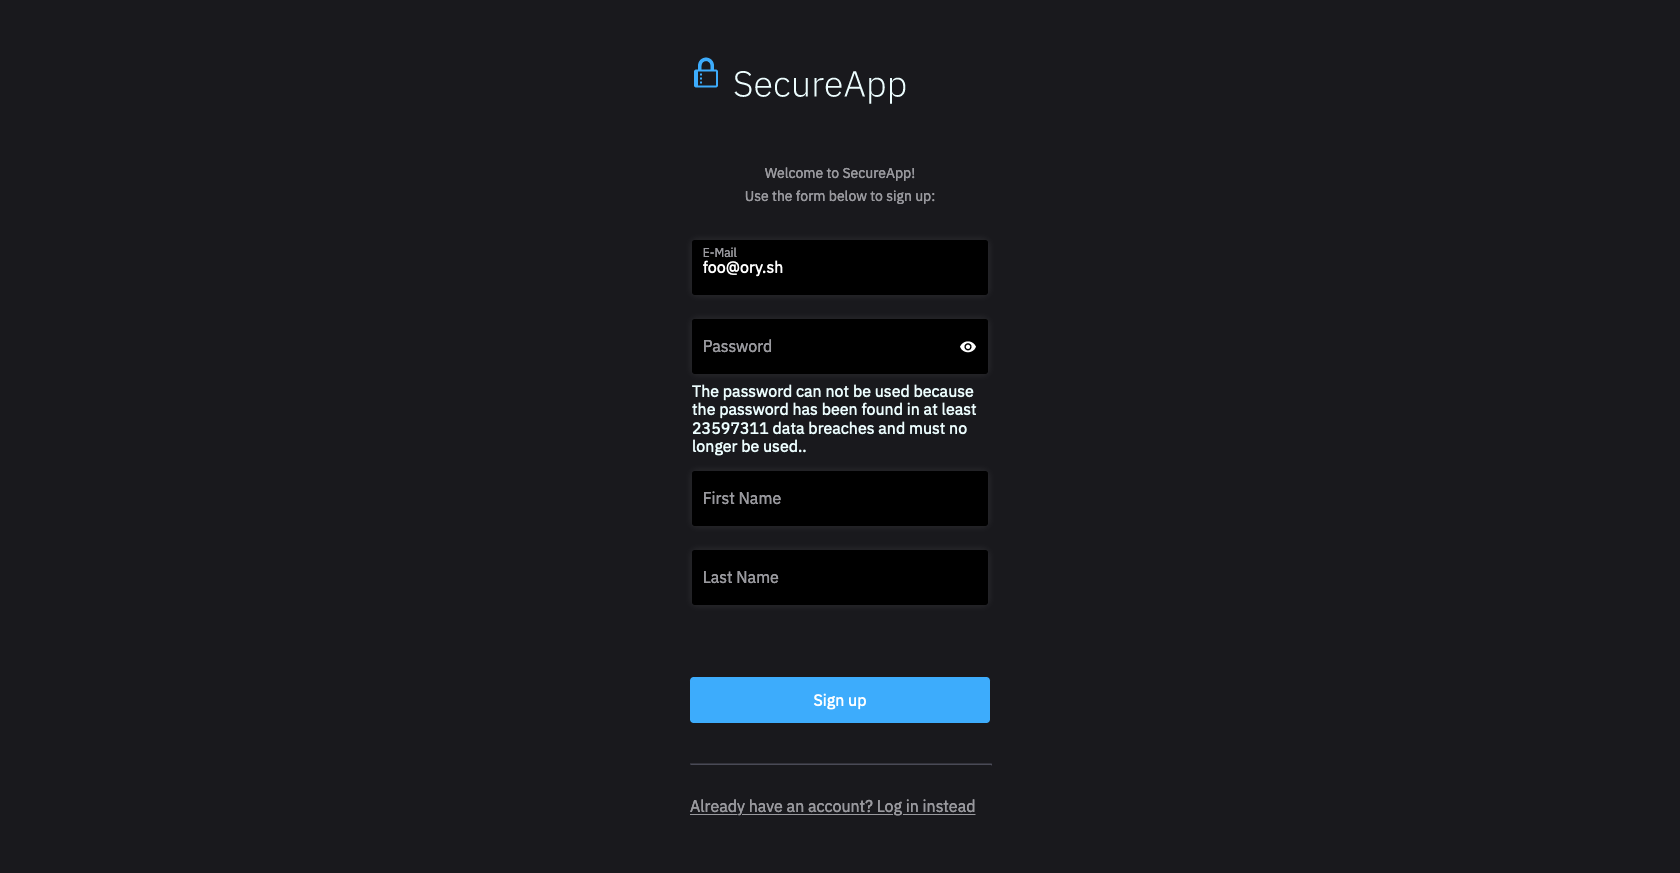 SecureApp
Welcome to SecureApp!
Use the form below to sign up:
E-Mail
foo@ory.sh
Password
The password can not be used because
the password has been found in at least
23597311 data breaches and must no
longer be used..
First Name
Last Name
Sign up
Already have an account? Log in instead